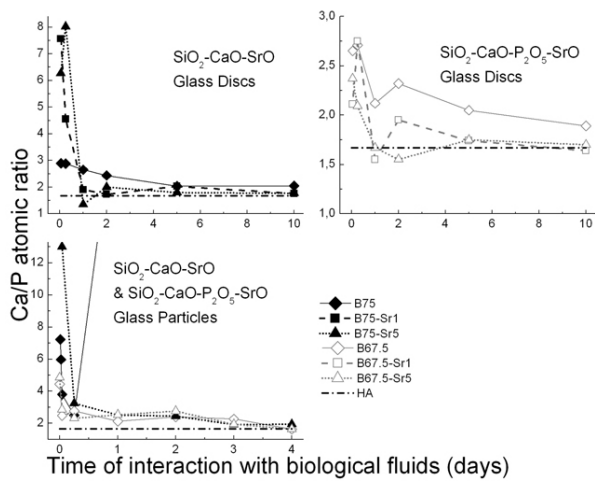 8
7
6
5
4
3
2
1
0 2 4 6 8 10
SiO2-CaO-SrO
Glass Discs
3,0
2,5
2,0
1,5
1,0
0 2 4 6 8 10
SiO2-CaO-P2O5-SrO
Glass Discs
Ca/P atomic ratio
12
10
8
6
4
2
0 1 2 3 4
SiO2-CaO-SrO
& SiO2-CaO-P2O5-SrO
Glass Particles
B75
B75-Sr1
B75-Sr5
B67.5
B67.5-Sr1
B67.5-Sr5
HA
Time of interaction with biological fluids (days)